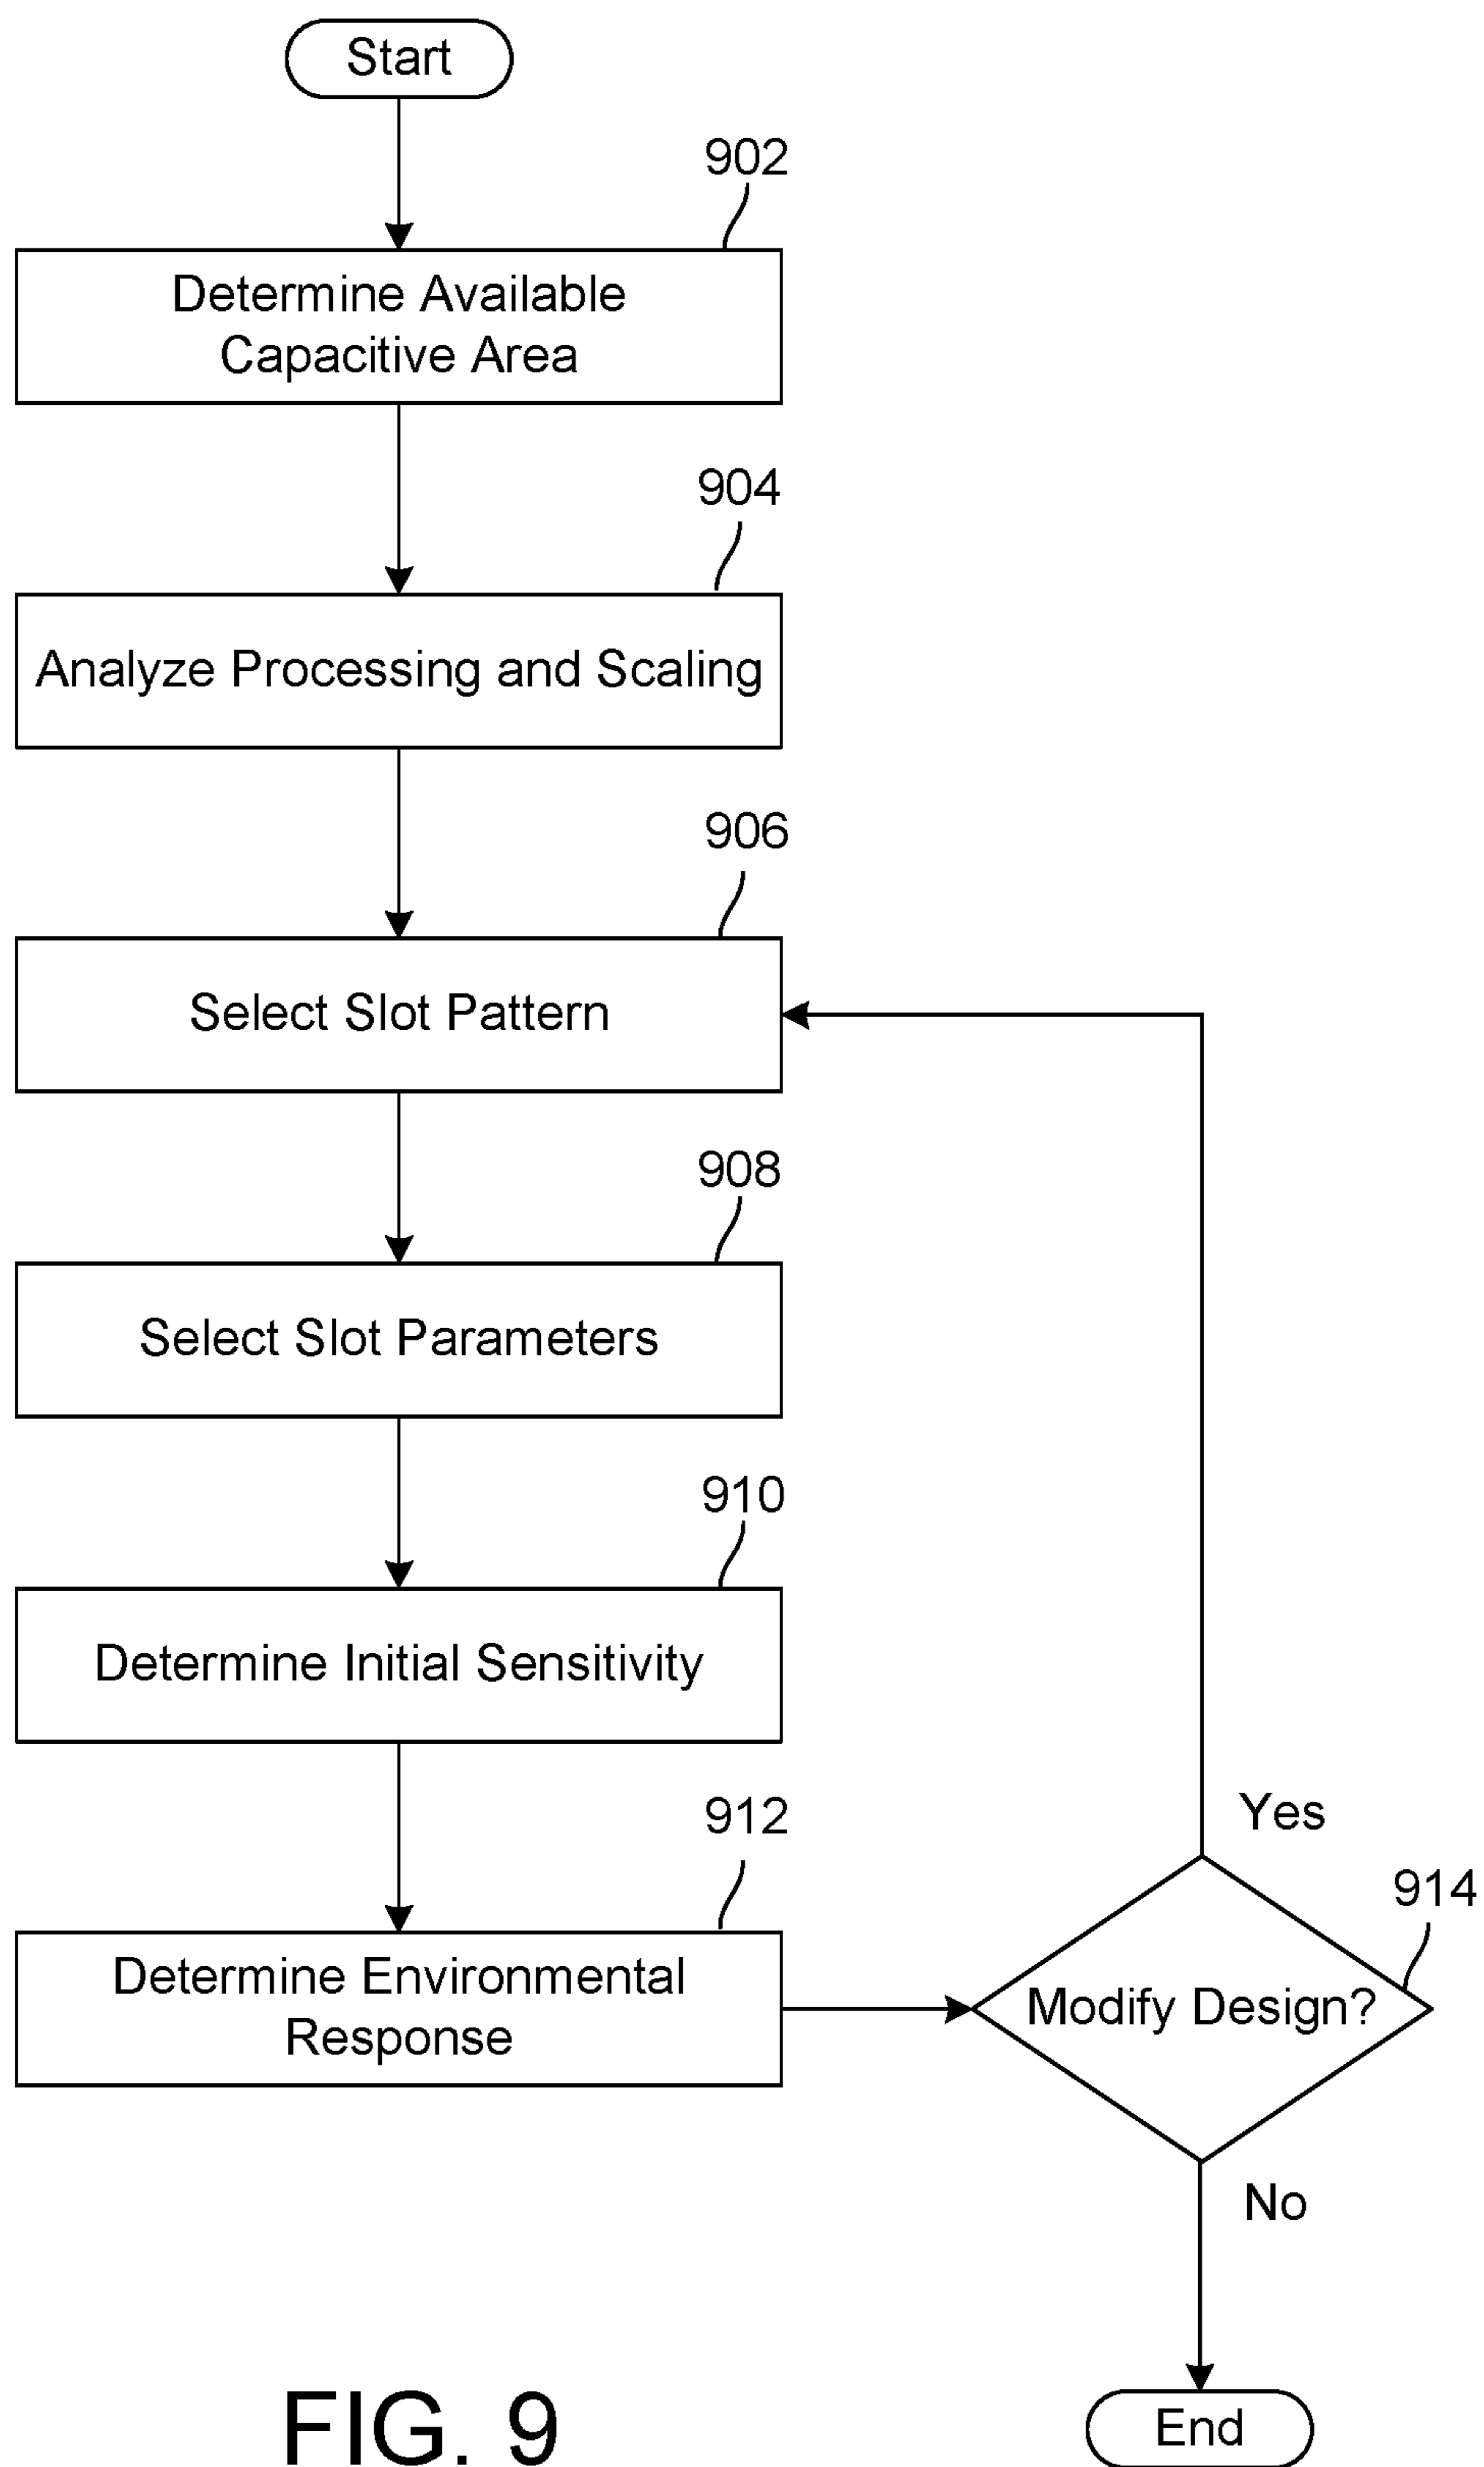 Start
902
Determine Available
Capacitive Area
904
Analyze Processing and Scaling
906
Select Slot Pattern
908
Select Slot Parameters
910
Determine Initial Sensitivity
912
Determine Environmental
Response
Yes
914
Modify Design?
No
End
FIG. 9